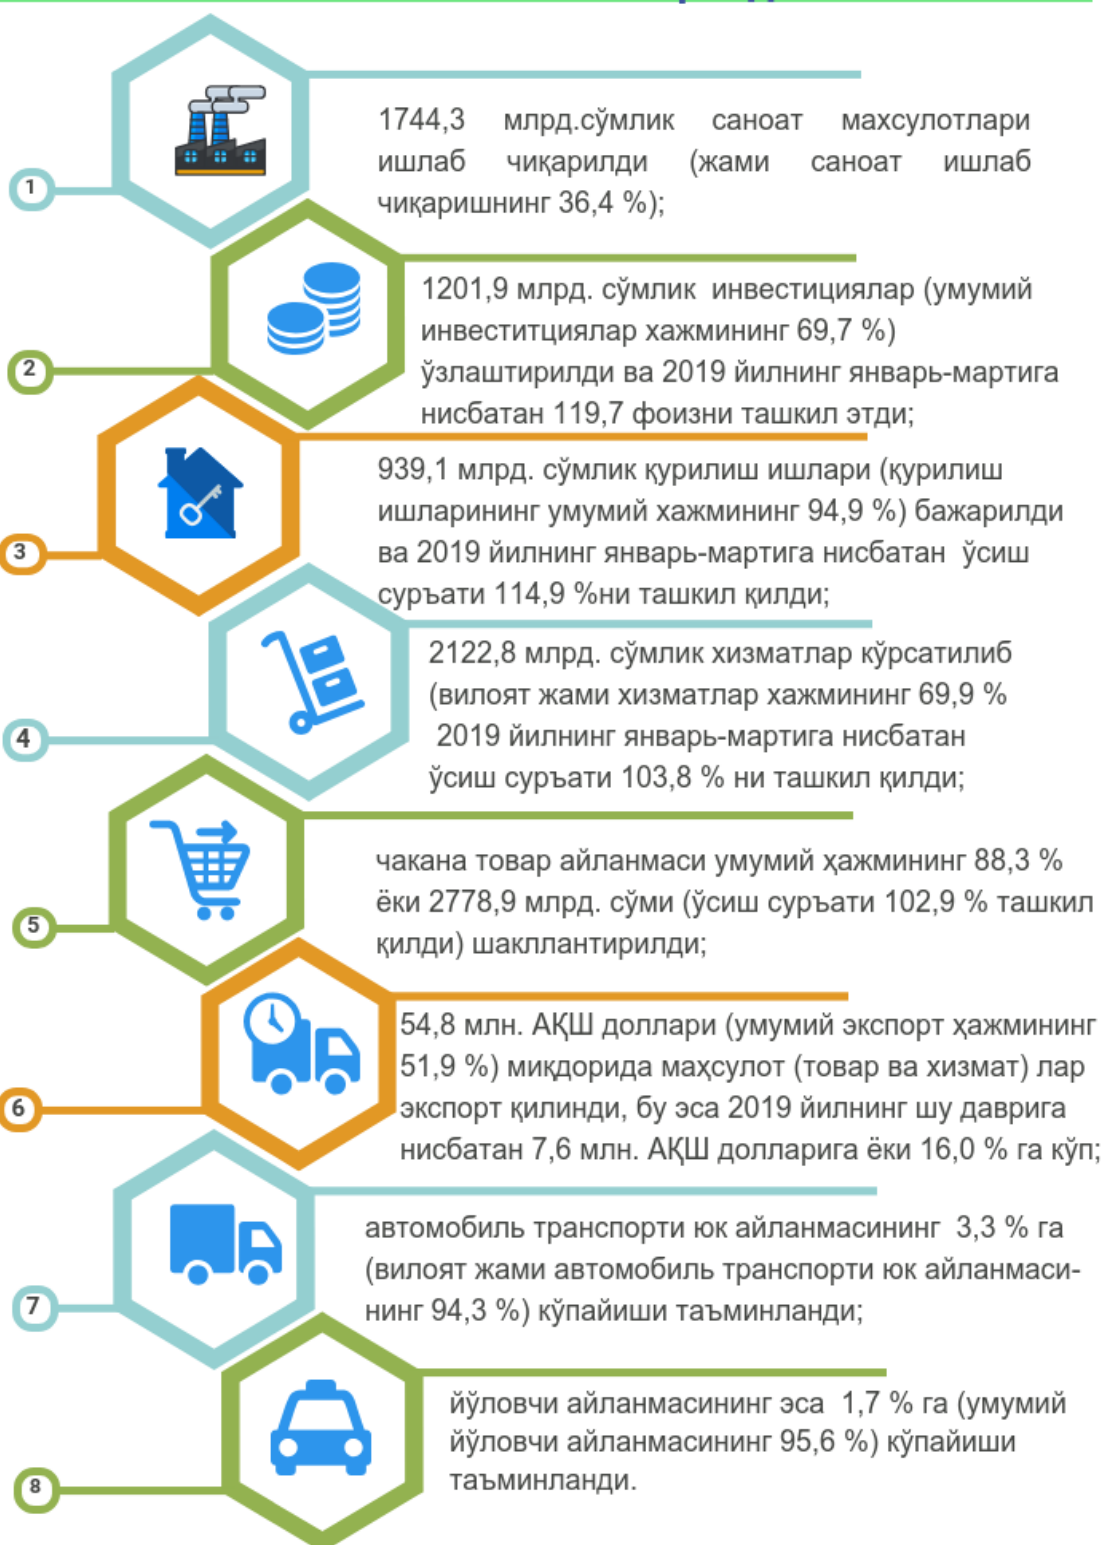 1
1744,3 млрд.сўмлик саноат махсулотлари
ишлаб чиқарилди (жами саноат ишлаб
чиқаришнинг 36,4 %);
2
1201,9 млрд. сўмлик инвестициялар (умумий
инвеститциялар хажмининг 69,7 %)
ўзлаштирилди ва 2019 йилнинг январь-мартига
нисбатан 119,7 фоизни ташкил этди;
3
939,1 млрд. сўмлик қурилиш ишлари (қурилиш
ишларининг умумий хажмининг 94,9 %) бажарилди
ва 2019 йилнинг январь-мартига нисбатан ўсиш
суръати 114,9 %ни ташкил қилди;
4
2122,8 млрд. сўмлик хизматлар кўрсатилиб
(вилоят жами хизматлар хажмининг 69,9 %
2019 йилнинг январь-мартига нисбатан
ўсиш суръати 103,8 % ни ташкил қилди;
5
чакана товар айланмаси умумий ҳажмининг 88,3 %
ёки 2778,9 млрд. сўми (ўсиш суръати 102,9 % ташкил
қилди) шакллантирилди;
6
54,8 млн. АҚШ доллари (умумий экспорт ҳажмининг
51,9 %) миқдорида маҳсулот (товар ва хизмат) лар
экспорт қилинди, бу эса 2019 йилнинг шу даврига
нисбатан 7,6 млн. АҚШ долларига ёки 16,0 % га кўп;
7
автомобиль транспорти юк айланмасининг 3,3 % га
(вилоят жами автомобиль транспорти юк айланмаси-
нинг 94,3 %) кўпайиши таъминланди;
8
йўловчи айланмасининг эса 1,7 % га (умумий
йўловчи айланмасининг 95,6 %) кўпайиши
таъминланди.